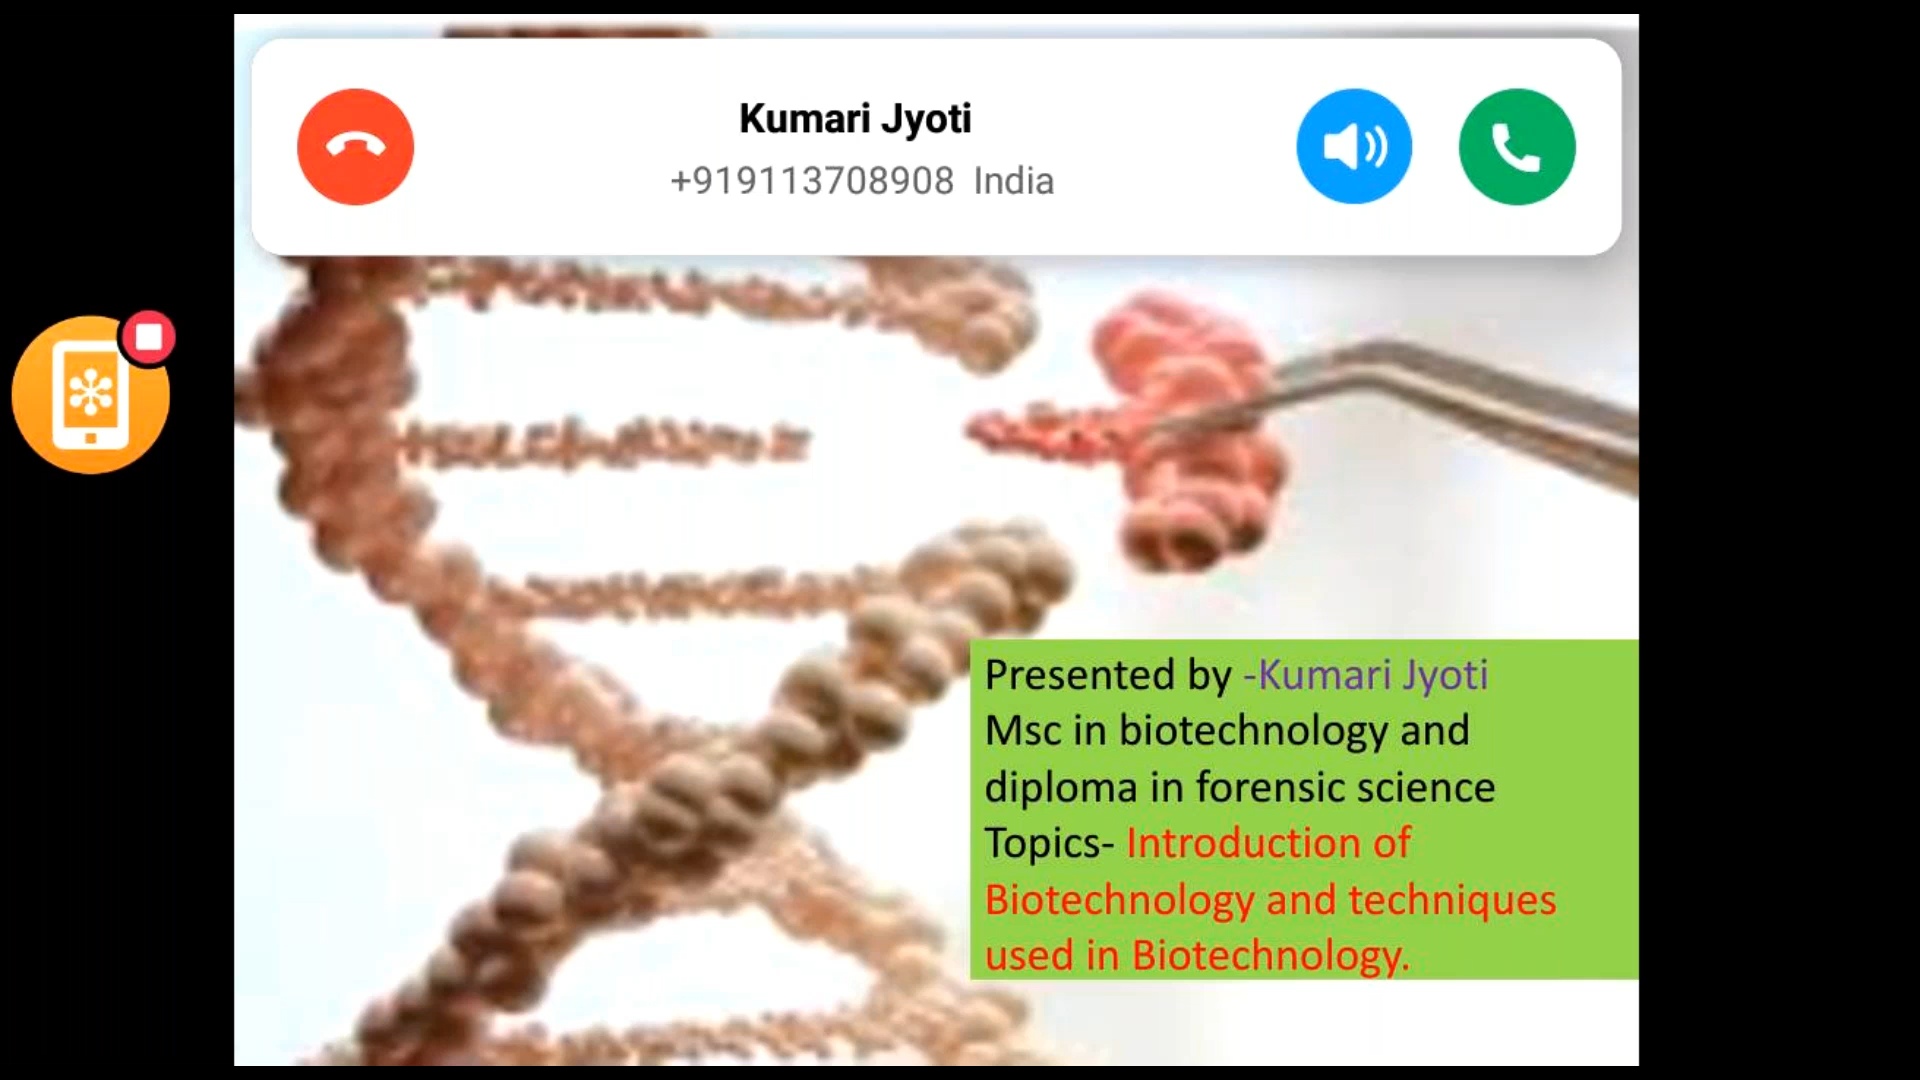 Kumari Jyoti
+919113708908 India
Presented by -Kumari Jyoti
Msc in biotechnology and
diploma in forensic science
Topics- Introduction of
Biotechnology and techniques
used in Biotechnology.